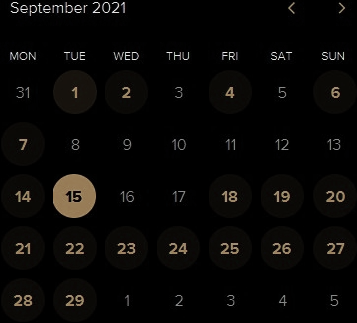 September 2021
MON TUE WED THU FRI SAT SUN
31 1 2 3 4 5 6
7 8 9 10 11 12 13
14 15 16 17 18 19 20
21 22 23 24 25 26 27
28 29 1 2 3 4 5